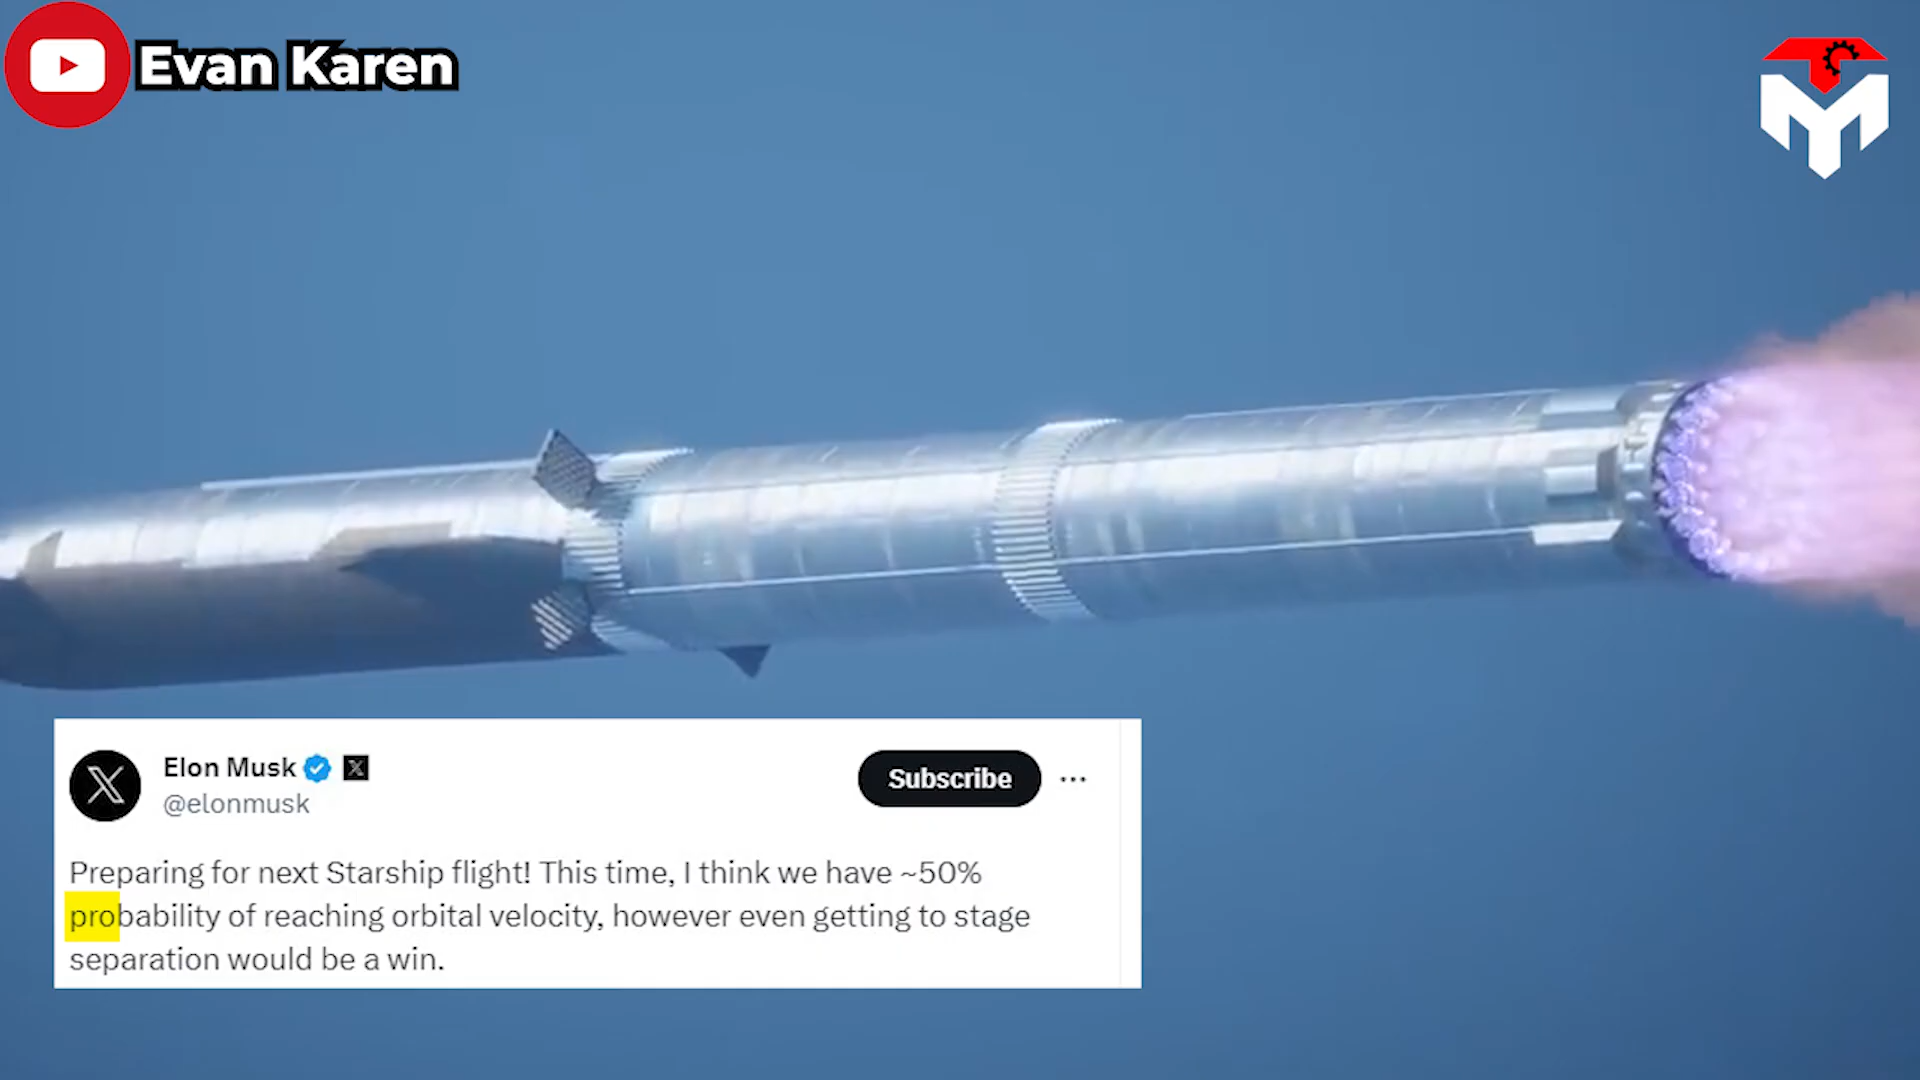 Evan Karen
Elon Musk
@elonmusk
Subscribe
Preparing for next Starship flight! This time, I think we have ~50%
probability of reaching orbital velocity, however even getting to stage
separation would be a win.